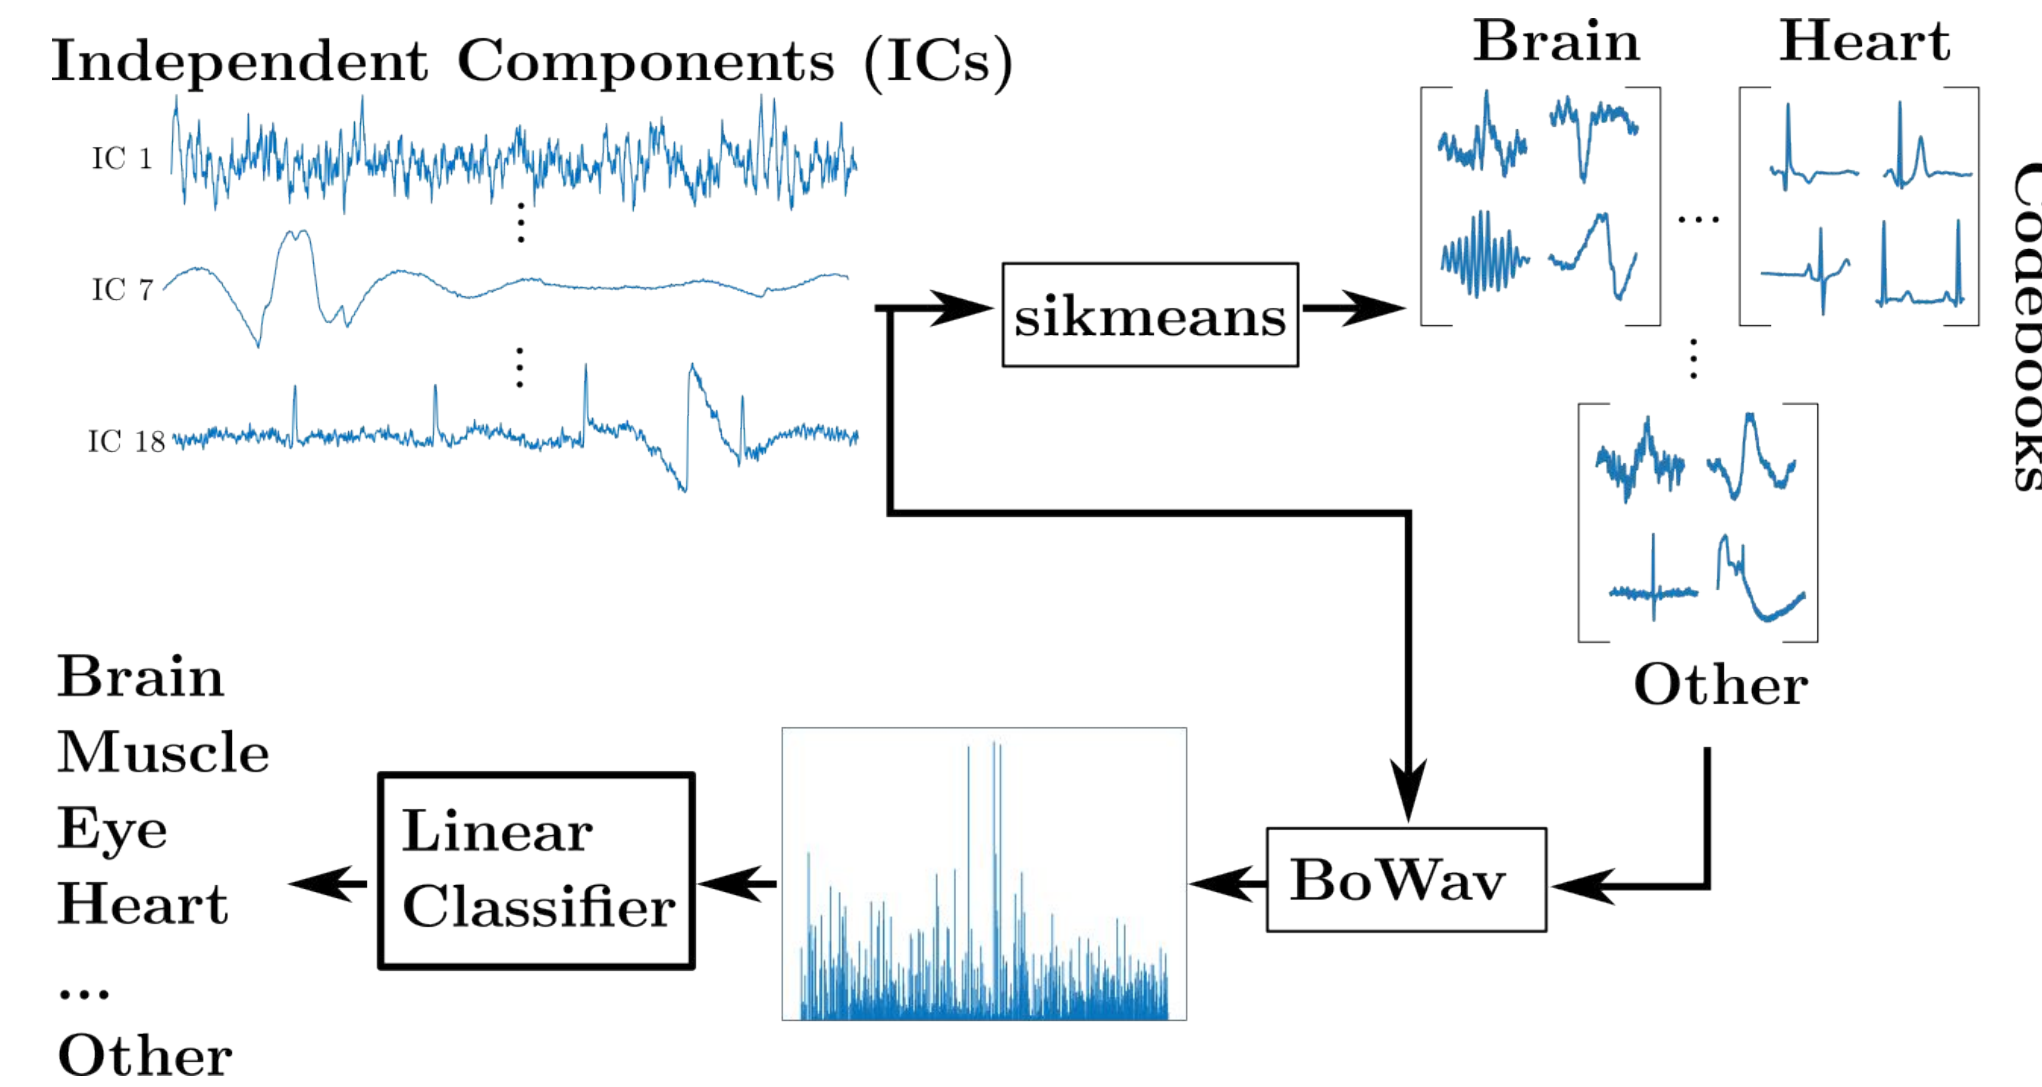 Independent Components (ICs)
IC 1
IC 7
IC 18
sikmeans
Brain
Heart
...
Codebooks
Other
BoWav
Linear
Classifier
Brain
Muscle
Eye
Heart
...
Other